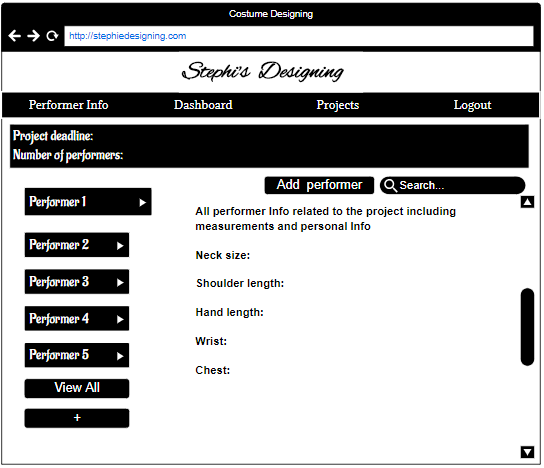 Costume Designing
http://stephiedesigning.com
Stephi's Designing
Performer Info Dashboard Projects Logout
Project deadline:
Number of performers:
Add performer Search...
Performer 1
Performer 2
Performer 3
Performer 4
Performer 5
View All
+
All performer Info related to the project including
measurements and personal Info
Neck size:
Shoulder length:
Hand length:
Wrist:
Chest: